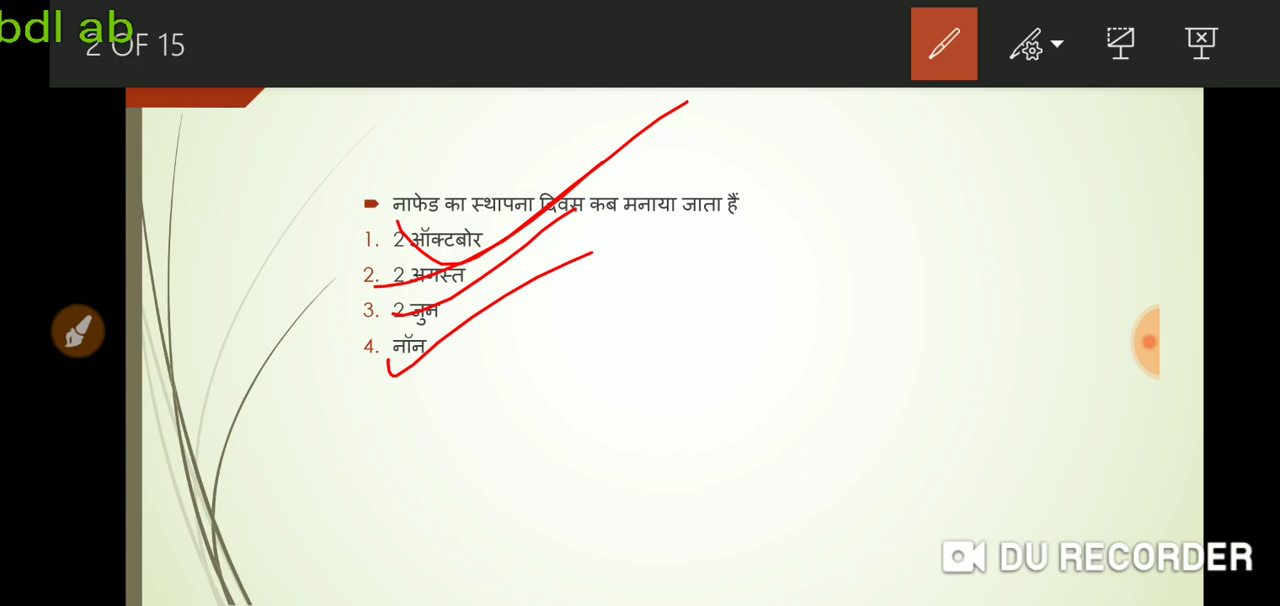 bdl ab
2 OF 15
नाफेड का स्थापना दिवस कब मनाया जाता हैं
1. 2 ऑक्टबोर
2. 2 अगस्त
3. 2 जुन
4. नॉन
DU RECORDER